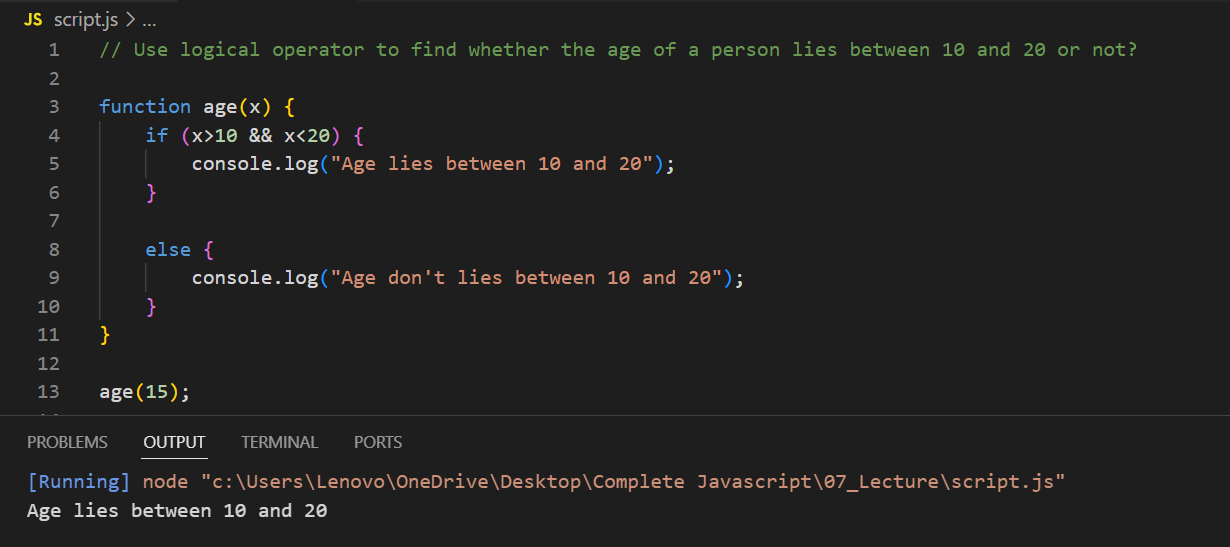 JS script.js > ...
1 // Use logical operator to find whether the age of a person lies between 10 and 20 or not?
2
3 function age(x) {
4     if (x>10 && x<20) {
5         console.log("Age lies between 10 and 20");
6     }
7
8     else {
9         console.log("Age don't lies between 10 and 20");
10     }
11 }
12
13 age(15);
PROBLEMS OUTPUT TERMINAL PORTS
[Running] node "c:\Users\Lenovo\OneDrive\Desktop\Complete Javascript\07_Lecture\script.js"
Age lies between 10 and 20